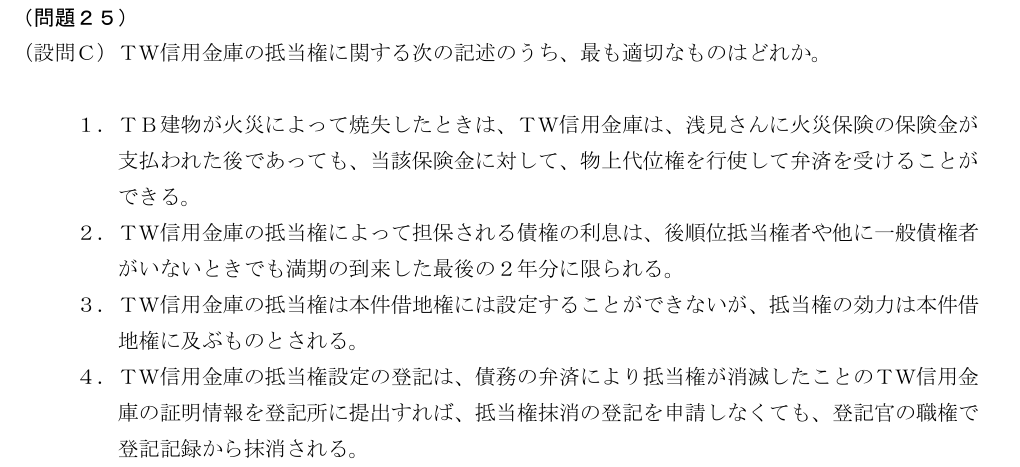 （問題２５）
（設問Ｃ）ＴＷ信用金庫の抵当権に関する次の記述のうち、最も適切なものはどれか。
１．ＴＢ建物が火災によって焼失したときは、ＴＷ信用金庫は、浅見さんに火災保険の保険金が
支払われた後であっても、当該保険金に対して、物上代位権を行使して弁済を受けることが
できる。
２．ＴＷ信用金庫の抵当権によって担保される債権の利息は、後順位抵当権者や他に一般債権者
がいないときでも満期の到来した最後の２年分に限られる。
３．ＴＷ信用金庫の抵当権は本件借地権には設定することができないが、抵当権の効力は本件借
地権に及ぶものとされる。
４．ＴＷ信用金庫の抵当権設定の登記は、債務の弁済により抵当権が消滅したことのＴＷ信用金
庫の証明情報を登記所に提出すれば、抵当権抹消の登記を申請しなくても、登記官の職権で
登記記録から抹消される。